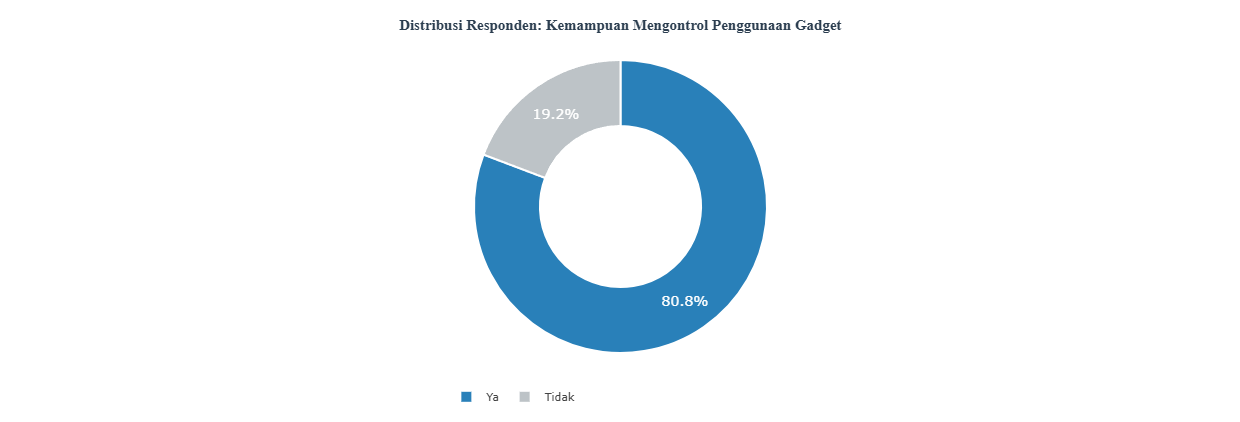 Distribusi Responden: Kemampuan Mengontrol Penggunaan Gadget
19.2%
80.8%
Ya
Tidak